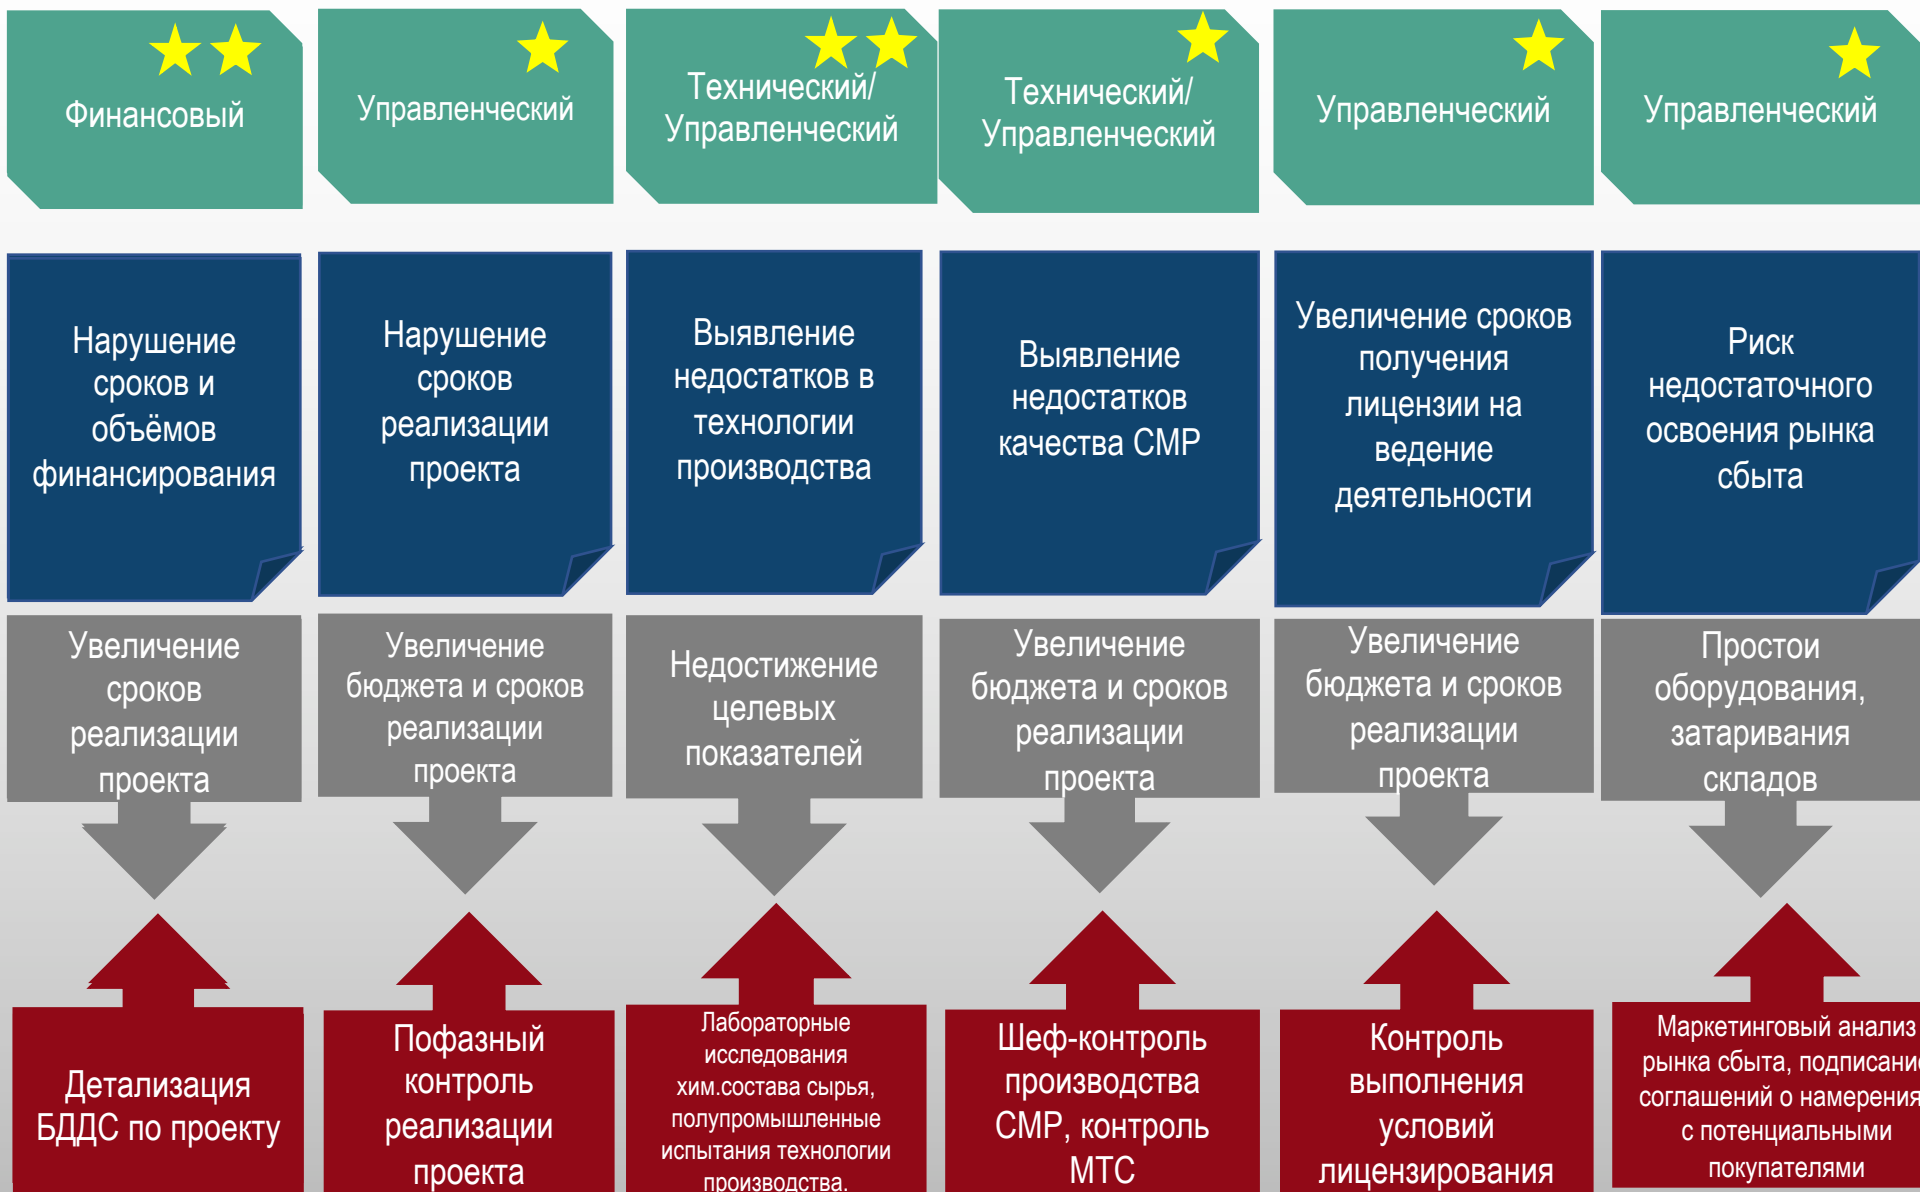 Финансовый
Управленческий
Технический/
Управленческий
Технический/
Управленческий
Управленческий
Управленческий
Нарушение
сроков и
объёмов
финансирования
Нарушение
сроков
реализации
проекта
Выявление
недостатков в
технологии
производства
Выявление
недостатков
качества СМР
Увеличение сроков
получения
лицензии на
ведение
деятельности
Риск
недостаточного
освоения рынка
сбыта
Увеличение
сроков
реализации
проекта
Увеличение
бюджета и сроков
реализации
проекта
Недостижение
целевых
показателей
Увеличение
бюджета и сроков
реализации
проекта
Увеличение
бюджета и сроков
реализации
проекта
Простои
оборудования,
затаривания
складов
Детализация
БДДС по проекту
Пофазный
контроль
реализации
проекта
Лабораторные
исследования
хим.состава сырья,
полупромышленные
испытания технологии
производства.
Шеф-контроль
производства
СМР, контроль
МТС
Контроль
выполнения
условий
лицензирования
Маркетинговый анализ
рынка сбыта, подписание
соглашений о намерения
с потенциальными
покупателями